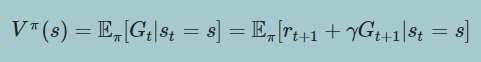 V^π(s) = 𝔼_π[G_t|s_t = s] = 𝔼_π[r_{t+1} + γG_{t+1}|s_t = s]